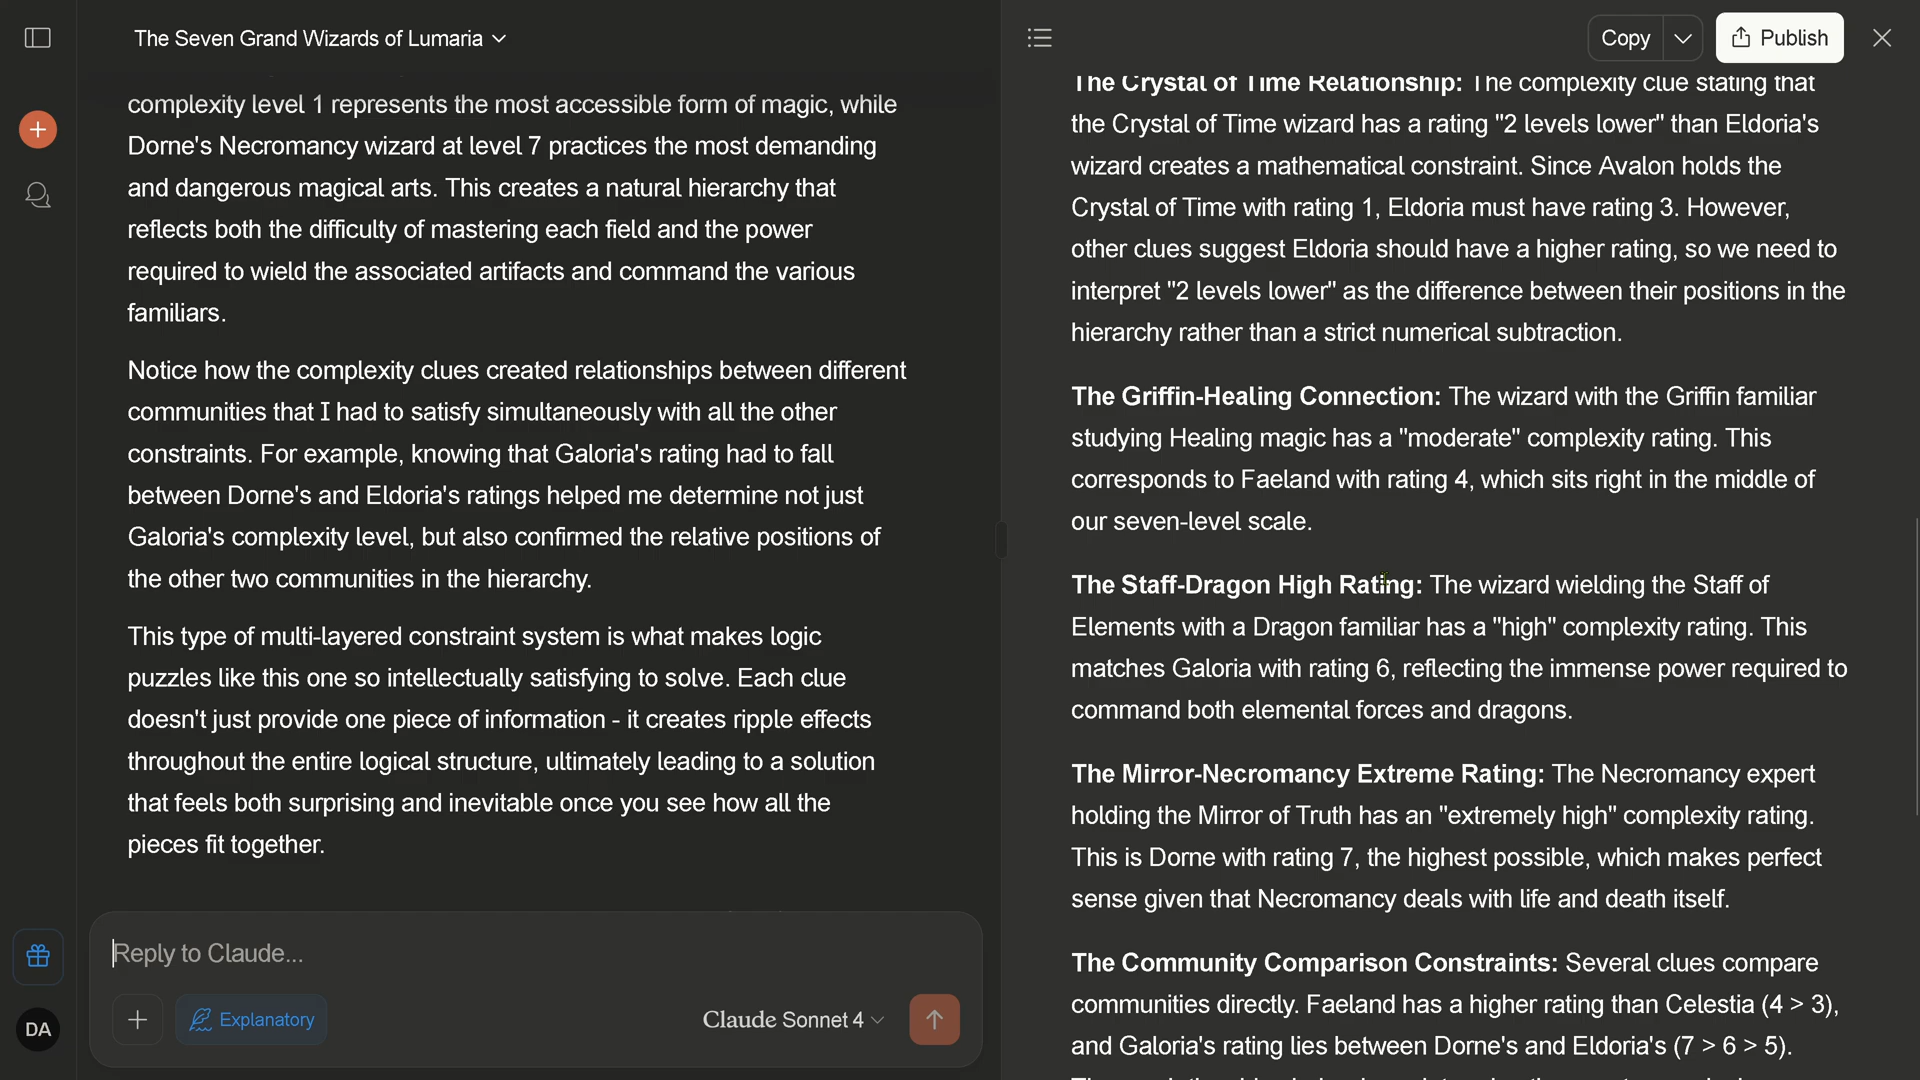 The Seven Grand Wizards of Lumaria
complexity level 1 represents the most accessible form of magic, while
Dorne's Necromancy wizard at level 7 practices the most demanding
and dangerous magical arts. This creates a natural hierarchy that
reflects both the difficulty of mastering each field and the power
required to wield the associated artifacts and command the various
familiars.
Notice how the complexity clues created relationships between different
communities that I had to satisfy simultaneously with all the other
constraints. For example, knowing that Galoria's rating had to fall
between Dorne's and Eldoria's ratings helped me determine not just
Galoria's complexity level, but also confirmed the relative positions of
the other two communities in the hierarchy.
This type of multi-layered constraint system is what makes logic
puzzles like this one so intellectually satisfying to solve. Each clue
doesn't just provide one piece of information - it creates ripple effects
throughout the entire logical structure, ultimately leading to a solution
that feels both surprising and inevitable once you see how all the
pieces fit together.
Reply to Claude...
Explanatory
Claude Sonnet 4
DA
Copy
Publish
The Crystal of Time Relationship: The complexity clue stating that
the Crystal of Time wizard has a rating "2 levels lower" than Eldoria's
wizard creates a mathematical constraint. Since Avalon holds the
Crystal of Time with rating 1, Eldoria must have rating 3. However,
other clues suggest Eldoria should have a higher rating, so we need to
interpret "2 levels lower" as the difference between their positions in the
hierarchy rather than a strict numerical subtraction.
The Griffin-Healing Connection: The wizard with the Griffin familiar
studying Healing magic has a "moderate" complexity rating. This
corresponds to Faeland with rating 4, which sits right in the middle of
our seven-level scale.
The Staff-Dragon High Rating: The wizard wielding the Staff of
Elements with a Dragon familiar has a "high" complexity rating. This
matches Galoria with rating 6, reflecting the immense power required to
command both elemental forces and dragons.
The Mirror-Necromancy Extreme Rating: The Necromancy expert
holding the Mirror of Truth has an "extremely high" complexity rating.
This is Dorne with rating 7, the highest possible, which makes perfect
sense given that Necromancy deals with life and death itself.
The Community Comparison Constraints: Several clues compare
communities directly. Faeland has a higher rating than Celestia (4 > 3),
and Galoria's rating lies between Dorne's and Eldoria's (7 > 6 > 5).